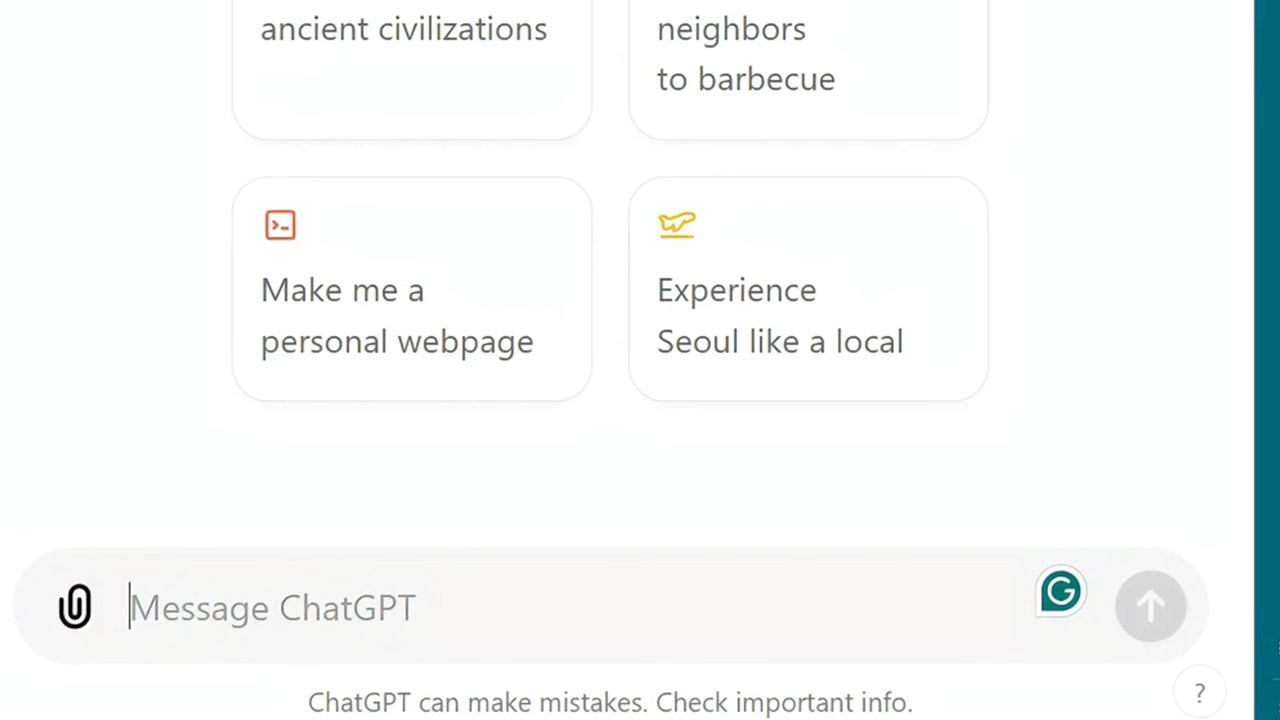 ancient civilizations
neighbors
to barbecue
Make me a
personal webpage
Experience
Seoul like a local
Message ChatGPT
ChatGPT can make mistakes. Check important info.
?